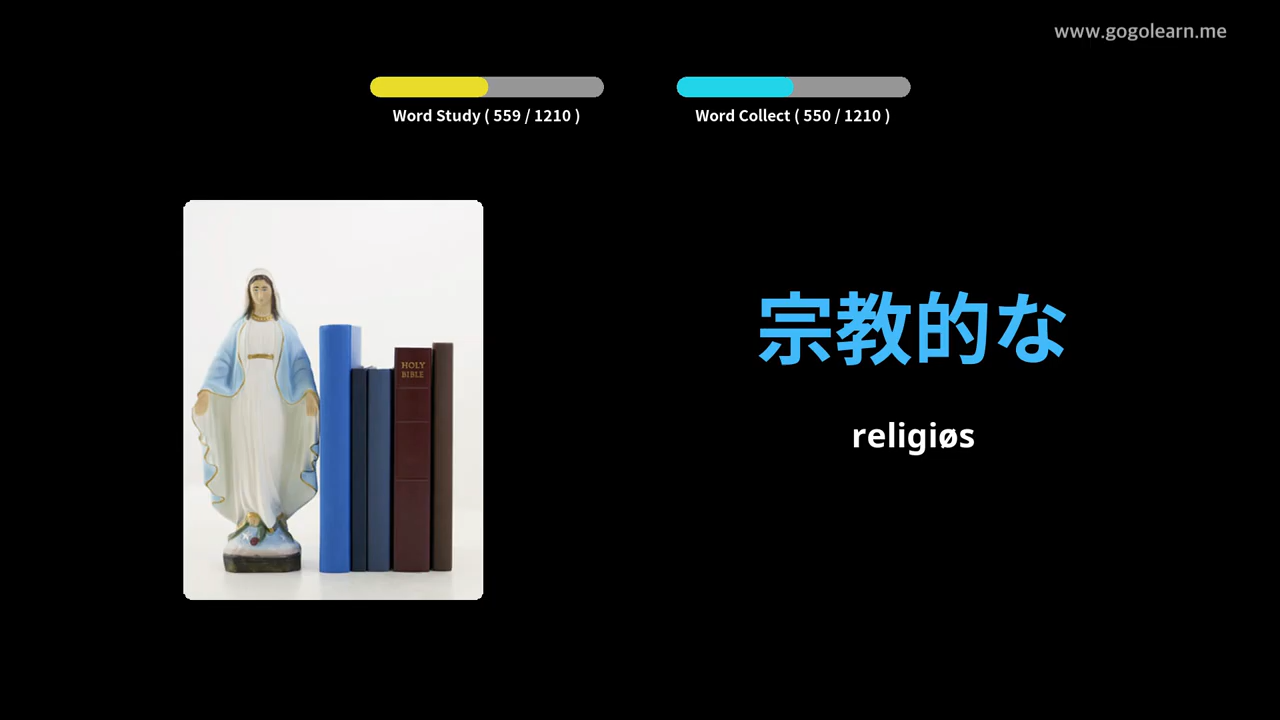 www.gogolearn.me
Word Study ( 559 / 1210 )
Word Collect ( 550 / 1210 )
HOLY
BIBLE
宗教的な
religiøs